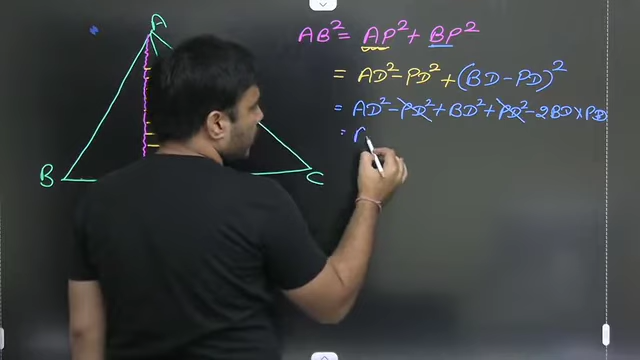 A
B
C
AB² = AP² + BP²
= AD² - PD² + (BD - PD)²
= AD² - PD² + BD² + PD² - 2BD × PD
=